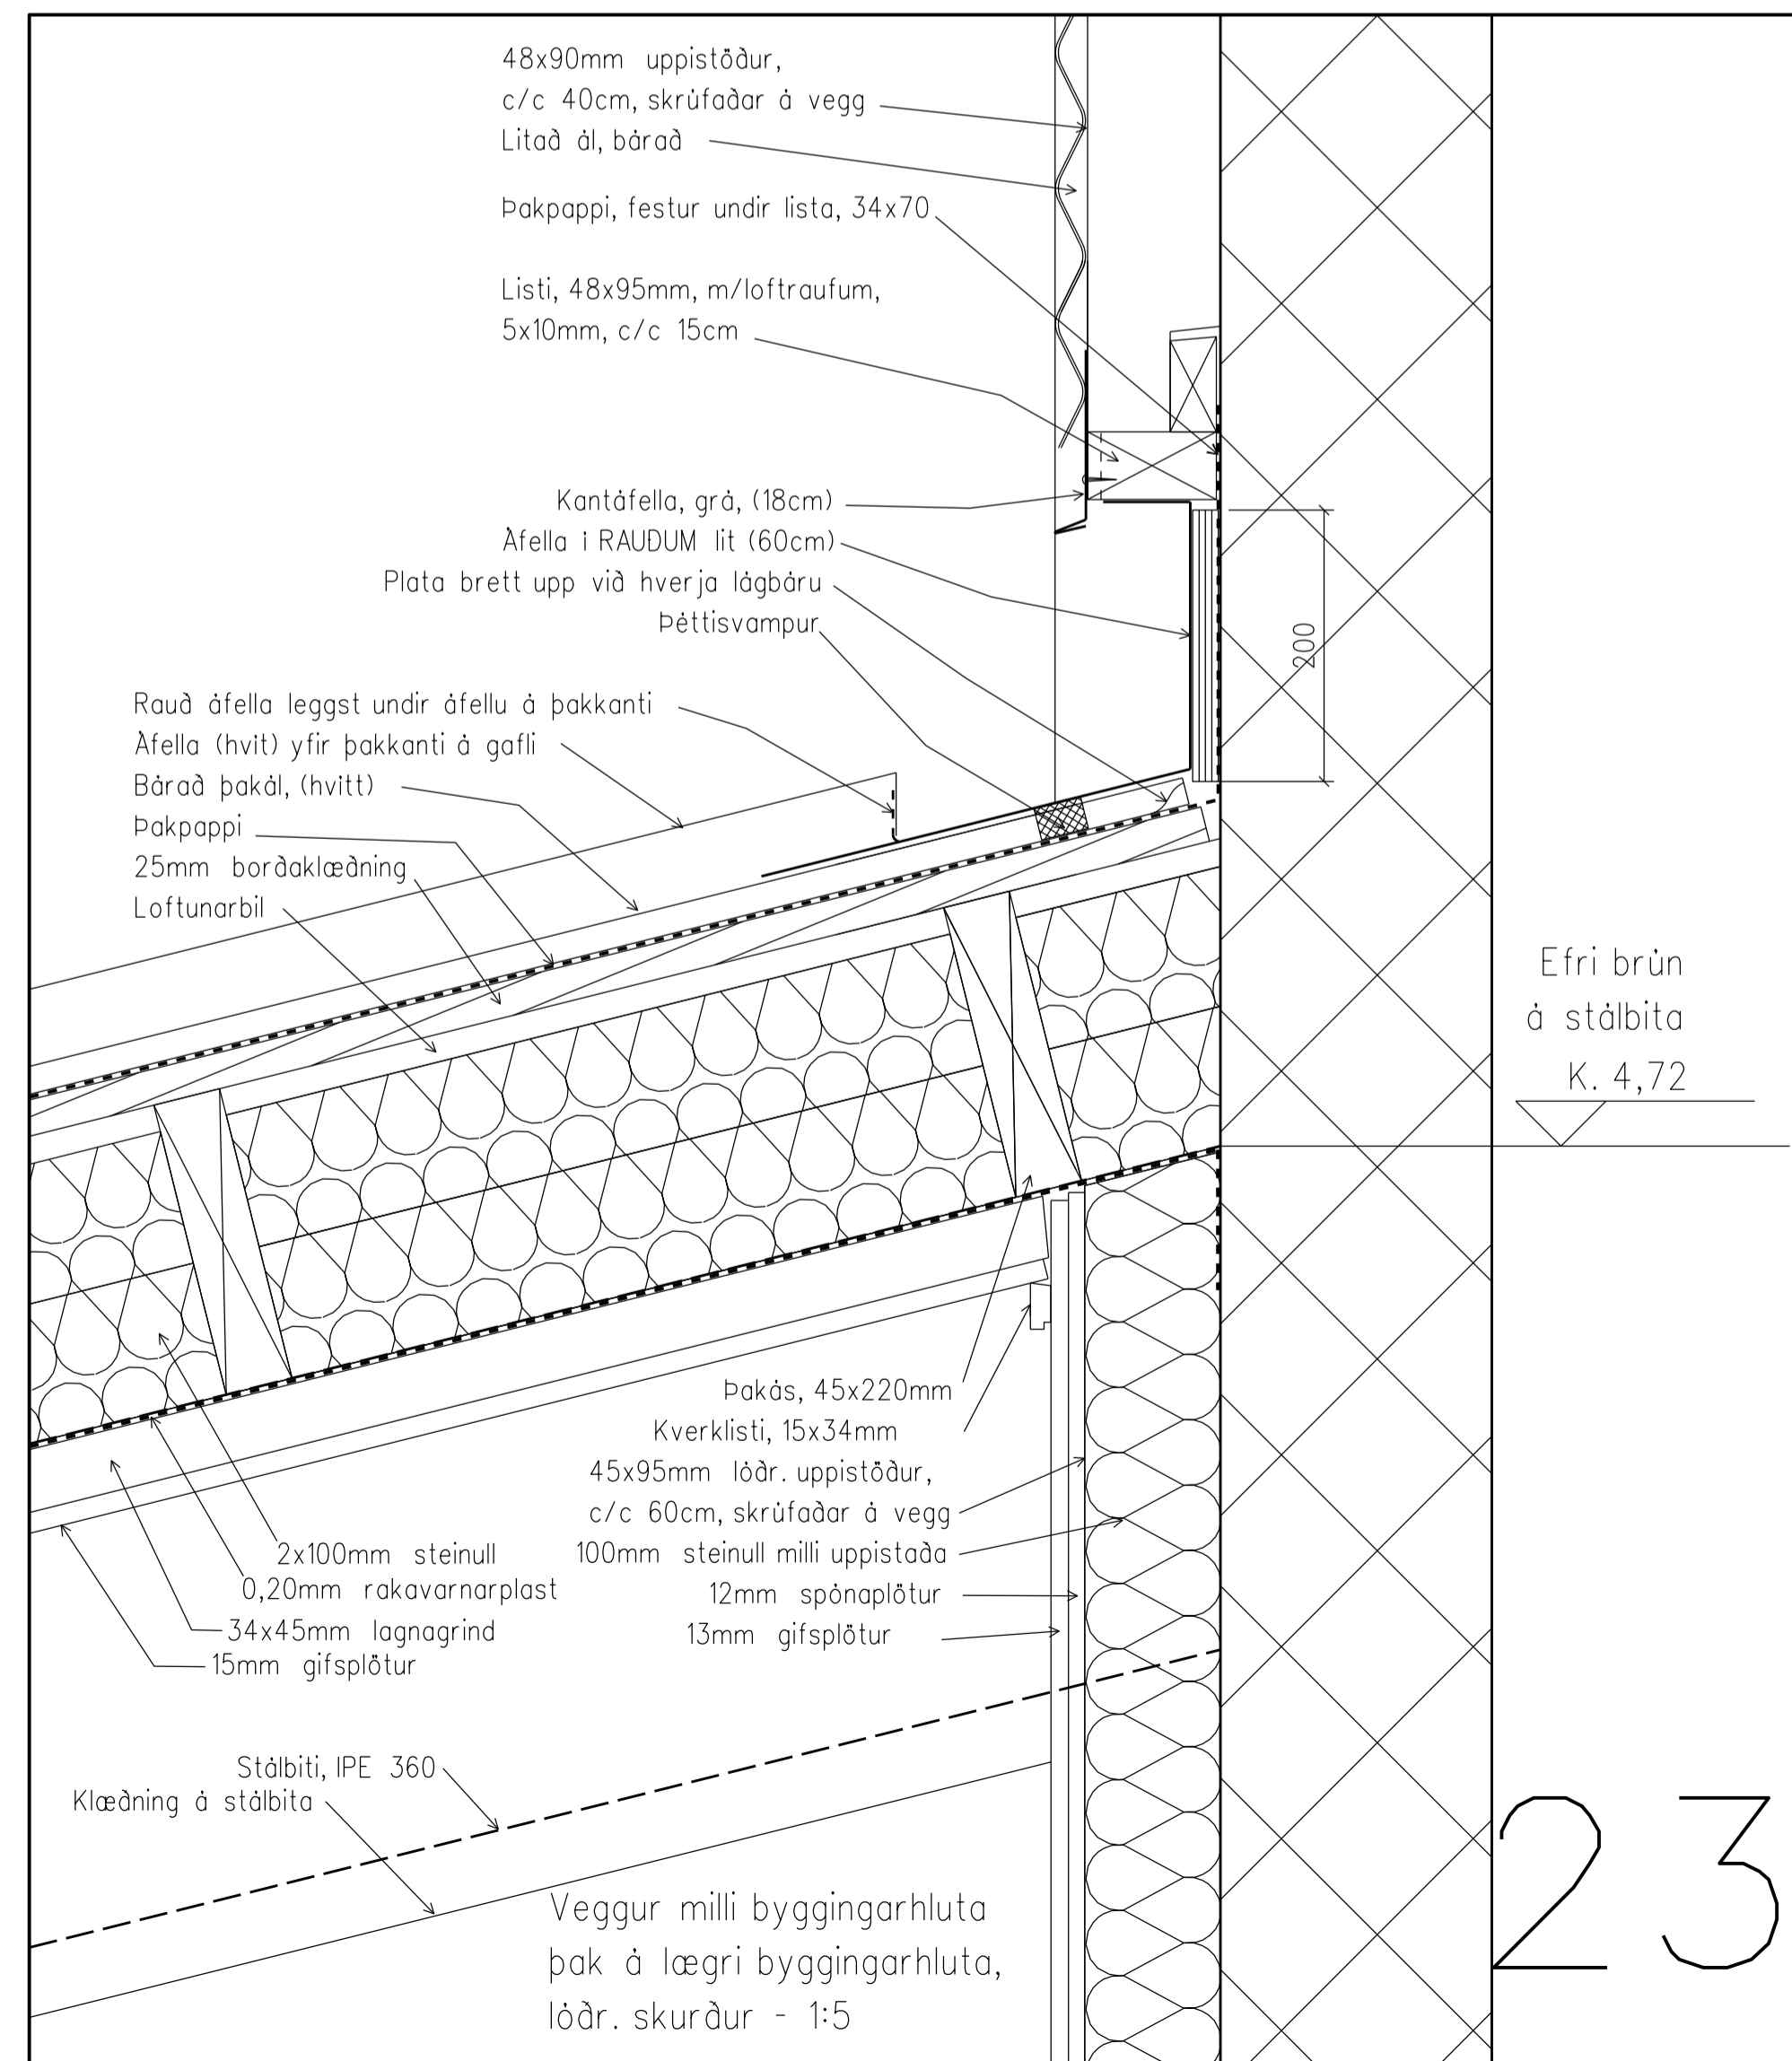 48x90mm uppistöður,
c/c 40cm, skrúfaðar á vegg
Litað ál, bárað
Þakpappi, festur undir lista, 34x70
Listi, 48x95mm, m/loftraufum,
5x10mm, c/c 15cm
Kantáfella, grá, (18cm)
Áfella í RAUÐUM lit (60cm)
Plata brett upp við hverja lágbáru
Þéttisvampur
200
Rauð áfella leggst undir áfellu á þakkanti
Áfella (hvít) yfir þakkanti á gafli
Bárað þakál, (hvítt)
Þakpappi
25mm borðaklæðning
Loftunarbil
Efri brún
á stálbita
K. 4,72
Þakás, 45x220mm
Kverklisti, 15x34mm
45x95mm lóðr. uppistöður,
c/c 60cm, skrúfaðar á vegg
100mm steinull milli uppistaða
12mm spónaplötur
13mm gifsplötur
2x100mm steinull
0,20mm rakavarnarplast
34x45mm lagnagrind
15mm gifsplötur
Stálbiti, IPE 360
Klæðning á stálbita
Veggur milli byggingarhluta
þak á lægri byggingarhluta,
lóðr. skurður - 1:5
23